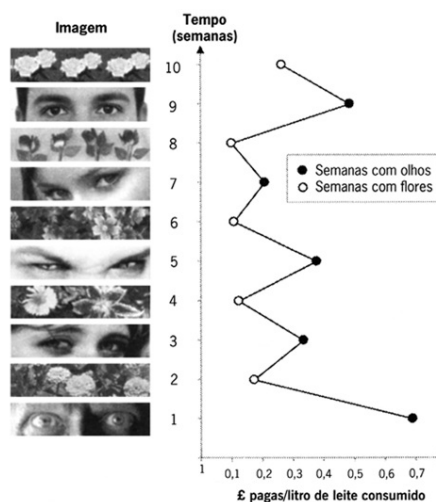 Imagem
Tempo
(semanas)
10
9
8
7
6
5
4
3
2
1
Semanas com olhos
Semanas com flores
1 0,1 0,2 0,3 0,4 0,5 0,6 0,7
£ pagas/litro de leite consumido